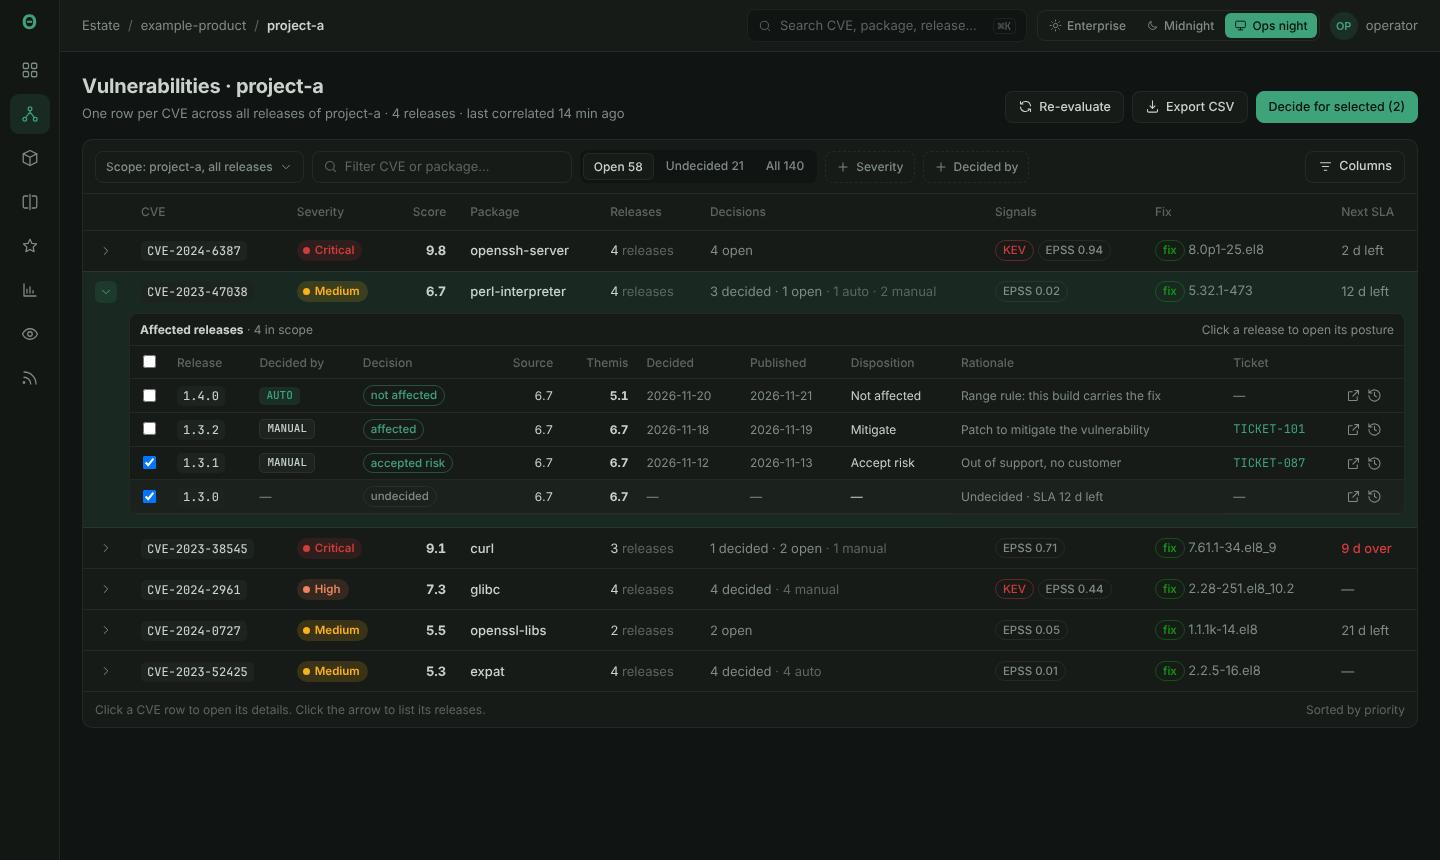 Θ
Estate / example-product / project-a
Search CVE, package, release... ⌘K
Enterprise Midnight Ops night
OP operator
Vulnerabilities · project-a
One row per CVE across all releases of project-a · 4 releases · last correlated 14 min ago
Re-evaluate Export CSV Decide for selected (2)
Scope: project-a, all releases Filter CVE or package... Open 58 Undecided 21 All 140 + Severity + Decided by Columns
CVE Severity Score Package Releases Decisions Signals Fix Next SLA
CVE-2024-6387 Critical 9.8 openssh-server 4 releases 4 open KEV EPSS 0.94 fix 8.0p1-25.el8 2 d left
CVE-2023-47038 Medium 6.7 perl-interpreter 4 releases 3 decided · 1 open · 1 auto · 2 manual EPSS 0.02 fix 5.32.1-473 12 d left
Affected releases · 4 in scope Click a release to open its posture
Release Decided by Decision Source Themis Decided Published Disposition Rationale Ticket
1.4.0 AUTO not affected 6.7 5.1 2026-11-20 2026-11-21 Not affected Range rule: this build carries the fix —
1.3.2 MANUAL affected 6.7 6.7 2026-11-18 2026-11-19 Mitigate Patch to mitigate the vulnerability TICKET-101
1.3.1 MANUAL accepted risk 6.7 6.7 2026-11-12 2026-11-13 Accept risk Out of support, no customer TICKET-087
1.3.0 — undecided 6.7 6.7 — — — Undecided · SLA 12 d left —
CVE-2023-38545 Critical 9.1 curl 3 releases 1 decided · 2 open · 1 manual EPSS 0.71 fix 7.61.1-34.el8_9 9 d over
CVE-2024-2961 High 7.3 glibc 4 releases 4 decided · 4 manual KEV EPSS 0.44 fix 2.28-251.el8_10.2 —
CVE-2024-0727 Medium 5.5 openssl-libs 2 releases 2 open EPSS 0.05 fix 1.1.1k-14.el8 21 d left
CVE-2023-52425 Medium 5.3 expat 4 releases 4 decided · 4 auto EPSS 0.01 fix 2.2.5-16.el8 —
Click a CVE row to open its details. Click the arrow to list its releases. Sorted by priority